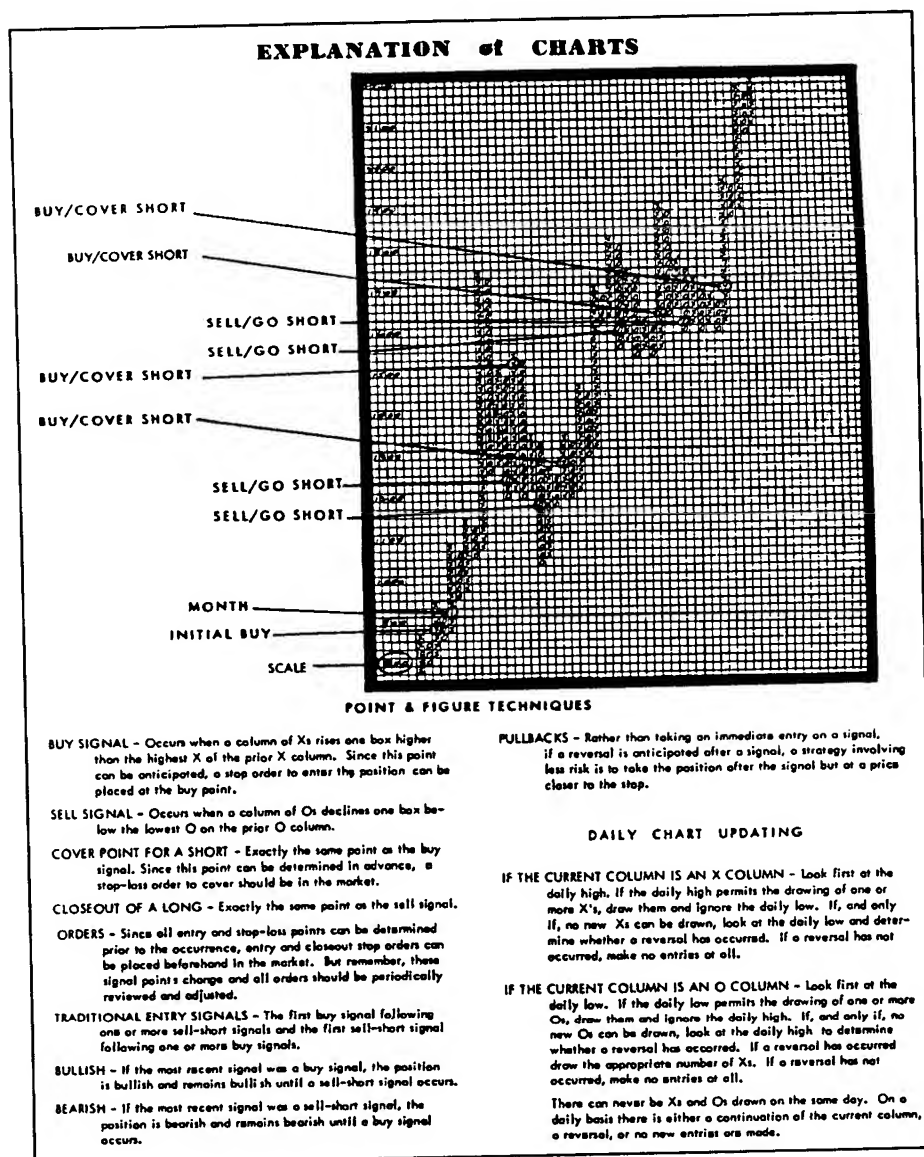 EXPLANATION of CHARTS
BUY/COVER SHORT
BUY/COVER SHORT
SELL/GO SHORT
SELL/GO SHORT
BUY/COVER SHORT
BUY/COVER SHORT
SELL/GO SHORT
SELL/GO SHORT
MONTH
INITIAL BUY
SCALE
POINT & FIGURE TECHNIQUES
BUY SIGNAL - Occurs when a column of Xs rises one box higher
than the highest X of the prior X column. Since this point
can be anticipated, a stop order to enter the position can be
placed at the buy point.
SELL SIGNAL - Occurs when a column of Os declines one box be-
low the lowest O on the prior O column.
COVER POINT FOR A SHORT - Exactly the same point as the buy
signal. Since this point can be determined in advance, a
stop-loss order to cover should be in the market.
CLOSEOUT OF A LONG - Exactly the same point as the sell signal.
ORDERS - Since all entry and stop-loss points can be determined
prior to the occurrence, entry and closeout stop orders can
be placed beforehand in the market. But remember, these
signal points change and all orders should be periodically
reviewed and adjusted.
TRADITIONAL ENTRY SIGNALS - The first buy signal following
one or more sell-short signals and the first sell-short signal
following one or more buy signals.
BULLISH - If the most recent signal was a buy signal, the position
is bullish and remains bullish until a sell-short signal occurs.
BEARISH - If the most recent signal was a sell-short signal, the
position is bearish and remains bearish until a buy signal
occurs.
PULLBACKS - Rather than taking an immediate entry on a signal,
if a reversal is anticipated after a signal, a strategy involving
less risk is to take the position after the signal but at a price
closer to the stop.
DAILY CHART UPDATING
IF THE CURRENT COLUMN IS AN X COLUMN - Look first at the
daily high. If the daily high permits the drawing of one or
more X's, draw them and ignore the daily low. If, and only
if, no new Xs can be drawn, look at the daily low and deter-
mine whether a reversal has occurred. If a reversal has not
occurred, make no entries at all.
IF THE CURRENT COLUMN IS AN O COLUMN - Look first at the
daily low. If the daily low permits the drawing of one or more
Os, draw them and ignore the daily high. If, and only if, no
new Os can be drawn, look at the daily high to determine
whether a reversal has occurred. If a reversal has occurred
draw the appropriate number of Xs. If a reversal has not
occurred, make no entries at all.
There can never be Xs and Os drawn on the same day. On a
daily basis there is either a continuation of the current column,
a reversal, or no new entries are made.